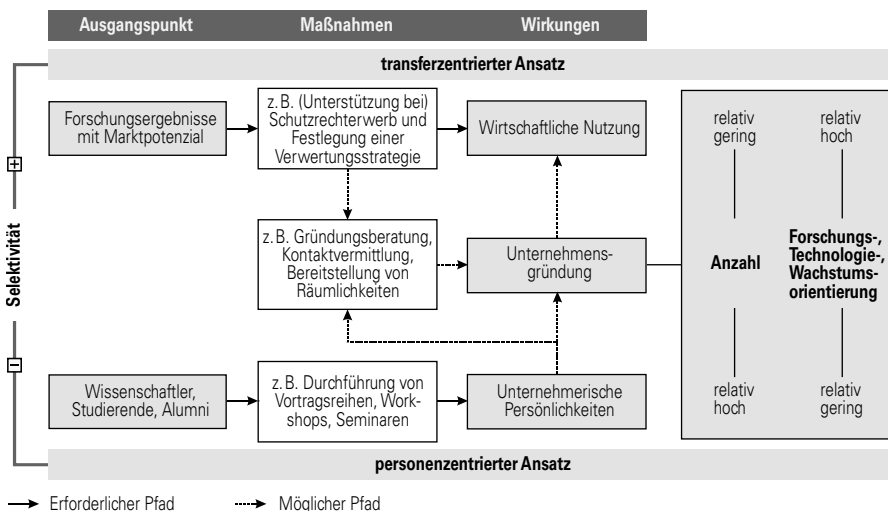 Ausgangspunkt
Maßnahmen
Wirkungen
transferzentrierter Ansatz
Forschungsergebnisse
mit Marktpotenzial
z. B. (Unterstützung bei)
Schutzrechterwerb und
Festlegung einer
Verwertungsstrategie
Wirtschaftliche Nutzung
relativ
gering
relativ
hoch
+
Selektivität
−
z. B. Gründungsberatung,
Kontaktvermittlung,
Bereitstellung von
Räumlichkeiten
Unternehmens-
gründung
Anzahl
Forschungs-,
Technologie-,
Wachstums-
orientierung
Wissenschaftler,
Studierende, Alumni
z. B. Durchführung von
Vortragsreihen, Work-
shops, Seminaren
Unternehmerische
Persönlichkeiten
relativ
hoch
relativ
gering
personenzentrierter Ansatz
Erforderlicher Pfad
Möglicher Pfad